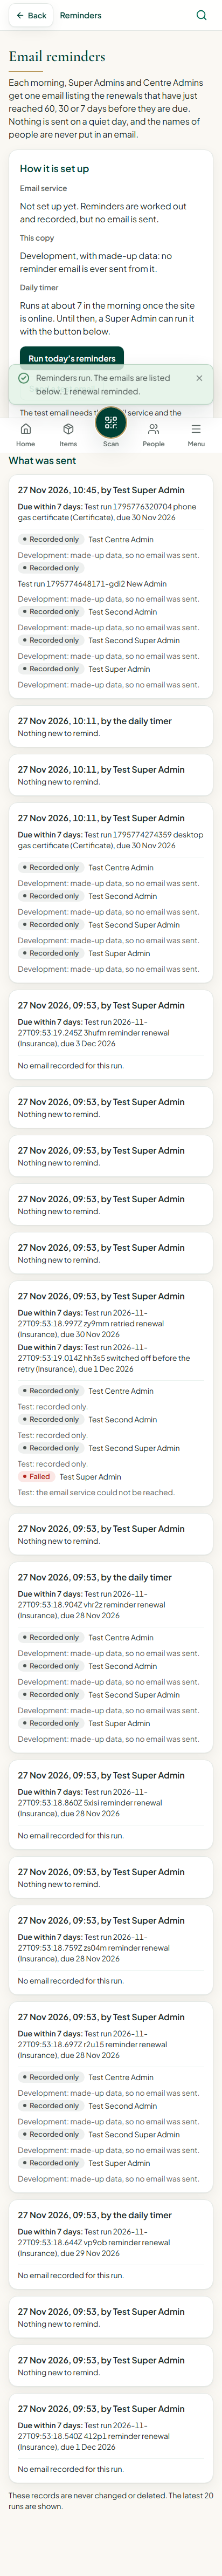 Back
Reminders
Email reminders
Each morning, Super Admins and Centre Admins
get one email listing the renewals that have just
reached 60, 30 or 7 days before they are due.
Nothing is sent on a quiet day, and the names of
people are never put in an email.
How it is set up
Email service
Not set up yet. Reminders are worked out
and recorded, but no email is sent.
This copy
Development, with made-up data: no
reminder email is ever sent from it.
Daily timer
Runs at about 7 in the morning once the site
is online. Until then, a Super Admin can run it
with the button below.
Run today's reminders
Reminders run. The emails are listed
below. 1 renewal reminded.
The test email needs the email service and the
Home
Items
Scan
People
Menu
What was sent
27 Nov 2026, 10:45, by Test Super Admin
Due within 7 days: Test run 1795776320704 phone
gas certificate (Certificate), due 30 Nov 2026
Recorded only Test Centre Admin
Development: made-up data, so no email was sent.
Recorded only
Test run 1795774648171-gdi2 New Admin
Development: made-up data, so no email was sent.
Recorded only Test Second Admin
Development: made-up data, so no email was sent.
Recorded only Test Second Super Admin
Development: made-up data, so no email was sent.
Recorded only Test Super Admin
Development: made-up data, so no email was sent.
27 Nov 2026, 10:11, by the daily timer
Nothing new to remind.
27 Nov 2026, 10:11, by Test Super Admin
Nothing new to remind.
27 Nov 2026, 10:11, by Test Super Admin
Due within 7 days: Test run 1795774274359 desktop
gas certificate (Certificate), due 30 Nov 2026
Recorded only Test Centre Admin
Development: made-up data, so no email was sent.
Recorded only Test Second Admin
Development: made-up data, so no email was sent.
Recorded only Test Second Super Admin
Development: made-up data, so no email was sent.
Recorded only Test Super Admin
Development: made-up data, so no email was sent.
27 Nov 2026, 09:53, by Test Super Admin
Due within 7 days: Test run 2026-11-
27T09:53:19.245Z 3hufm reminder renewal
(Insurance), due 3 Dec 2026
No email recorded for this run.
27 Nov 2026, 09:53, by Test Super Admin
Nothing new to remind.
27 Nov 2026, 09:53, by Test Super Admin
Nothing new to remind.
27 Nov 2026, 09:53, by Test Super Admin
Nothing new to remind.
27 Nov 2026, 09:53, by Test Super Admin
Nothing new to remind.
27 Nov 2026, 09:53, by Test Super Admin
Due within 7 days: Test run 2026-11-
27T09:53:18.997Z zy9mm retried renewal
(Insurance), due 30 Nov 2026
Due within 7 days: Test run 2026-11-
27T09:53:19.014Z hh3s5 switched off before the
retry (Insurance), due 1 Dec 2026
Recorded only Test Centre Admin
Test: recorded only.
Recorded only Test Second Admin
Test: recorded only.
Recorded only Test Second Super Admin
Test: recorded only.
Failed Test Super Admin
Test: the email service could not be reached.
27 Nov 2026, 09:53, by Test Super Admin
Nothing new to remind.
27 Nov 2026, 09:53, by the daily timer
Due within 7 days: Test run 2026-11-
27T09:53:18.904Z vhr2z reminder renewal
(Insurance), due 28 Nov 2026
Recorded only Test Centre Admin
Development: made-up data, so no email was sent.
Recorded only Test Second Admin
Development: made-up data, so no email was sent.
Recorded only Test Second Super Admin
Development: made-up data, so no email was sent.
Recorded only Test Super Admin
Development: made-up data, so no email was sent.
27 Nov 2026, 09:53, by Test Super Admin
Due within 7 days: Test run 2026-11-
27T09:53:18.860Z 5xisi reminder renewal
(Insurance), due 28 Nov 2026
No email recorded for this run.
27 Nov 2026, 09:53, by Test Super Admin
Nothing new to remind.
27 Nov 2026, 09:53, by Test Super Admin
Due within 7 days: Test run 2026-11-
27T09:53:18.759Z zs04m reminder renewal
(Insurance), due 28 Nov 2026
No email recorded for this run.
27 Nov 2026, 09:53, by Test Super Admin
Due within 7 days: Test run 2026-11-
27T09:53:18.697Z r2u15 reminder renewal
(Insurance), due 28 Nov 2026
Recorded only Test Centre Admin
Development: made-up data, so no email was sent.
Recorded only Test Second Admin
Development: made-up data, so no email was sent.
Recorded only Test Second Super Admin
Development: made-up data, so no email was sent.
Recorded only Test Super Admin
Development: made-up data, so no email was sent.
27 Nov 2026, 09:53, by the daily timer
Due within 7 days: Test run 2026-11-
27T09:53:18.644Z vp9ob reminder renewal
(Insurance), due 29 Nov 2026
No email recorded for this run.
27 Nov 2026, 09:53, by Test Super Admin
Nothing new to remind.
27 Nov 2026, 09:53, by Test Super Admin
Nothing new to remind.
27 Nov 2026, 09:53, by Test Super Admin
Due within 7 days: Test run 2026-11-
27T09:53:18.540Z 412p1 reminder renewal
(Insurance), due 1 Dec 2026
No email recorded for this run.
These records are never changed or deleted. The latest 20
runs are shown.